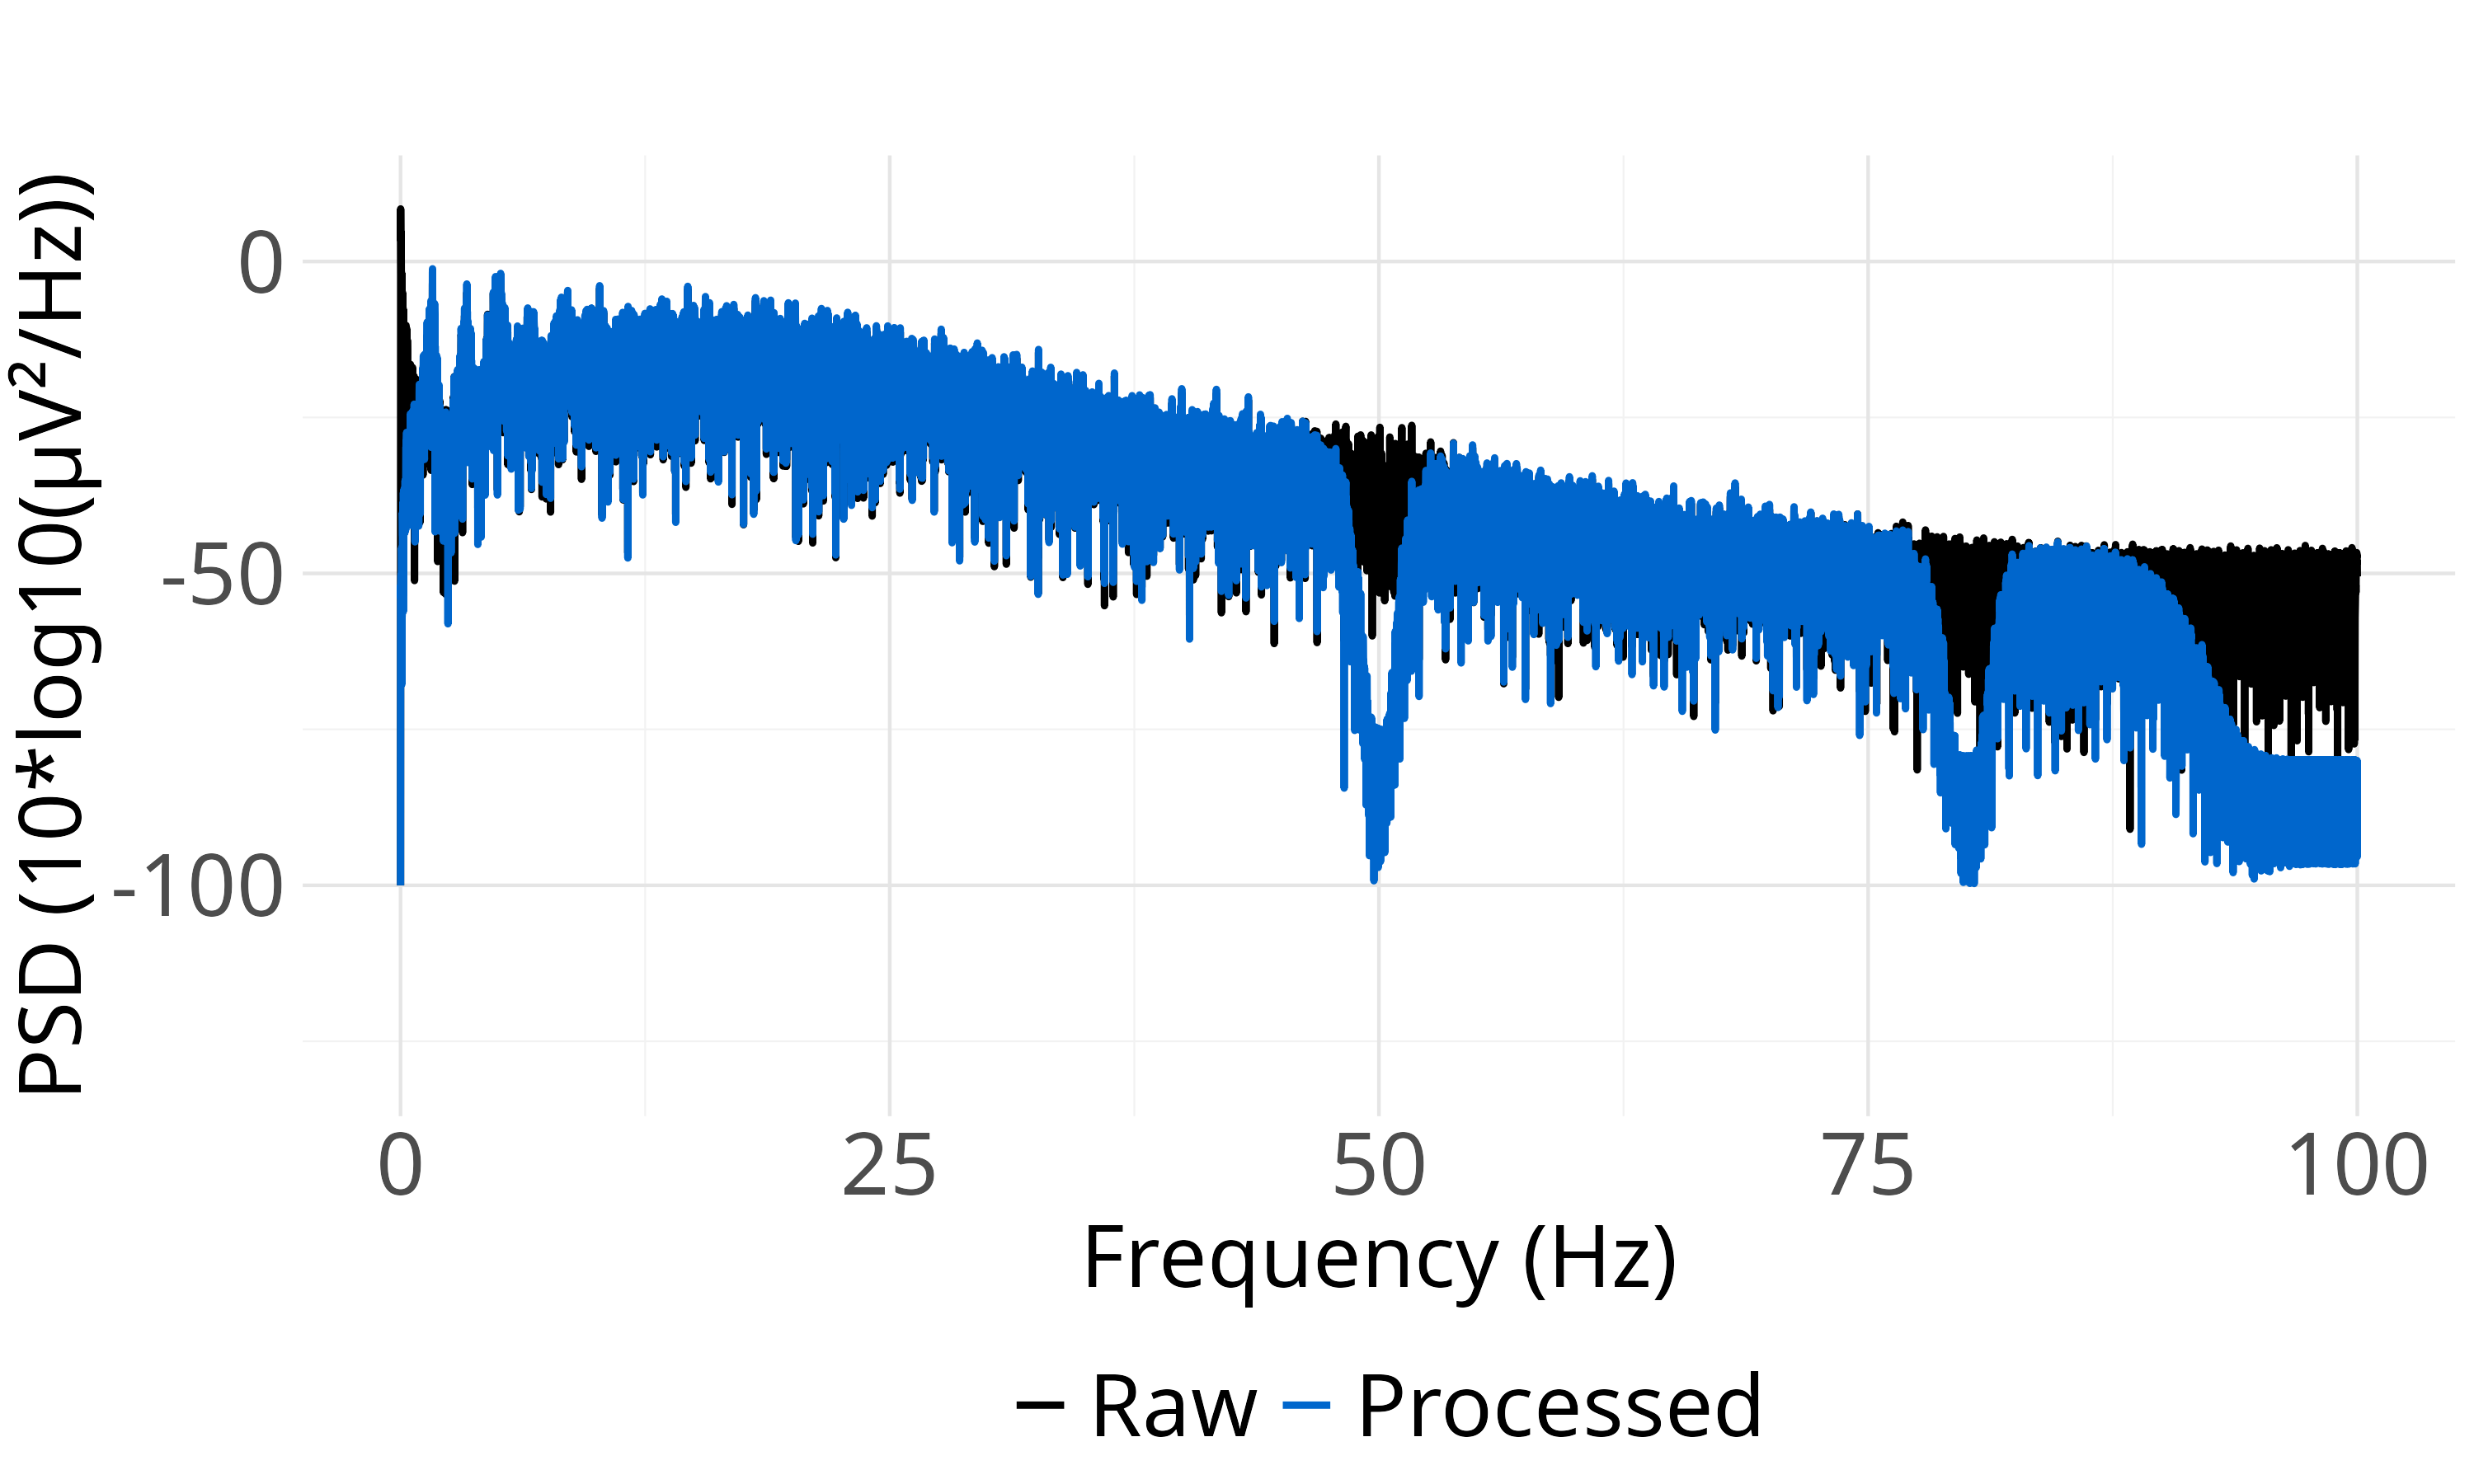 PSD (10*log10(µV²/Hz))
0
-50
-100
0 25 50 75 100
Frequency (Hz)
Raw Processed